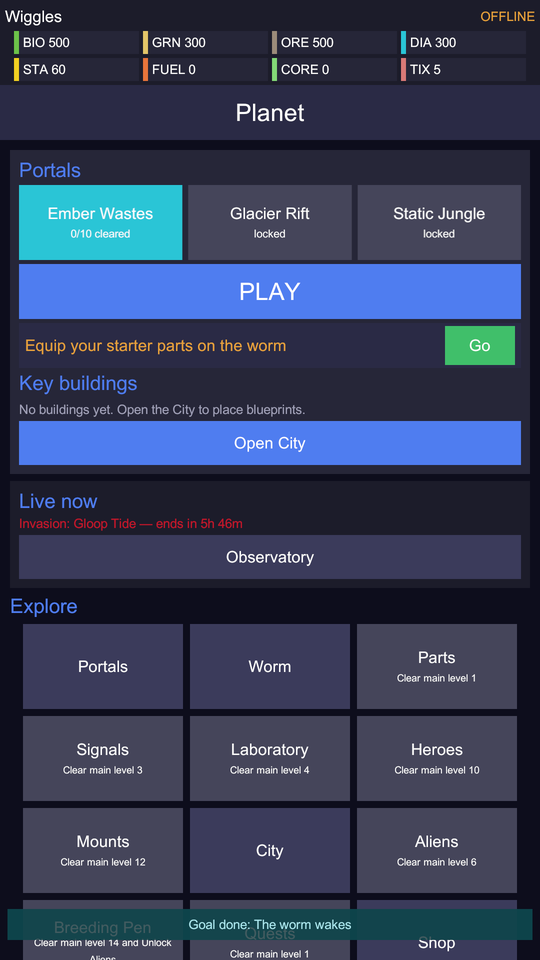 Wiggles
OFFLINE
BIO 500
GRN 300
ORE 500
DIA 300
STA 60
FUEL 0
CORE 0
TIX 5
Planet
Portals
Ember Wastes
0/10 cleared
Glacier Rift
locked
Static Jungle
locked
PLAY
Equip your starter parts on the worm
Go
Key buildings
No buildings yet. Open the City to place blueprints.
Open City
Live now
Invasion: Gloop Tide — ends in 5h 46m
Observatory
Explore
Portals
Worm
Parts
Clear main level 1
Signals
Clear main level 3
Laboratory
Clear main level 4
Heroes
Clear main level 10
Mounts
Clear main level 12
City
Aliens
Clear main level 6
Breeding Pen
Clear main level 14 and Unlock
Aliens
Goal done: The worm wakes
Quests
Clear main level 1
Shop